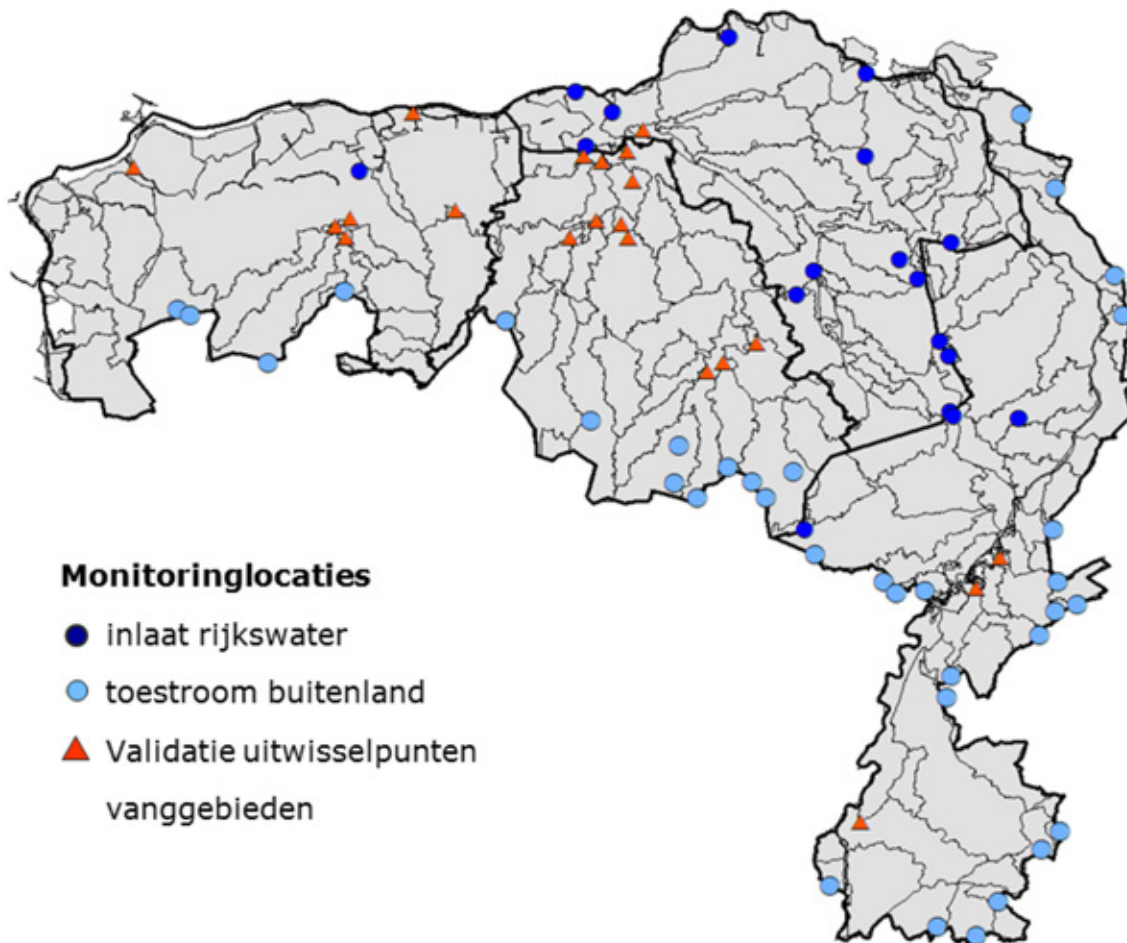 Monitoringlocaties
inlaat rijkswater
toestroom buitenland
Validatie uitwisselpunten
vanggebieden